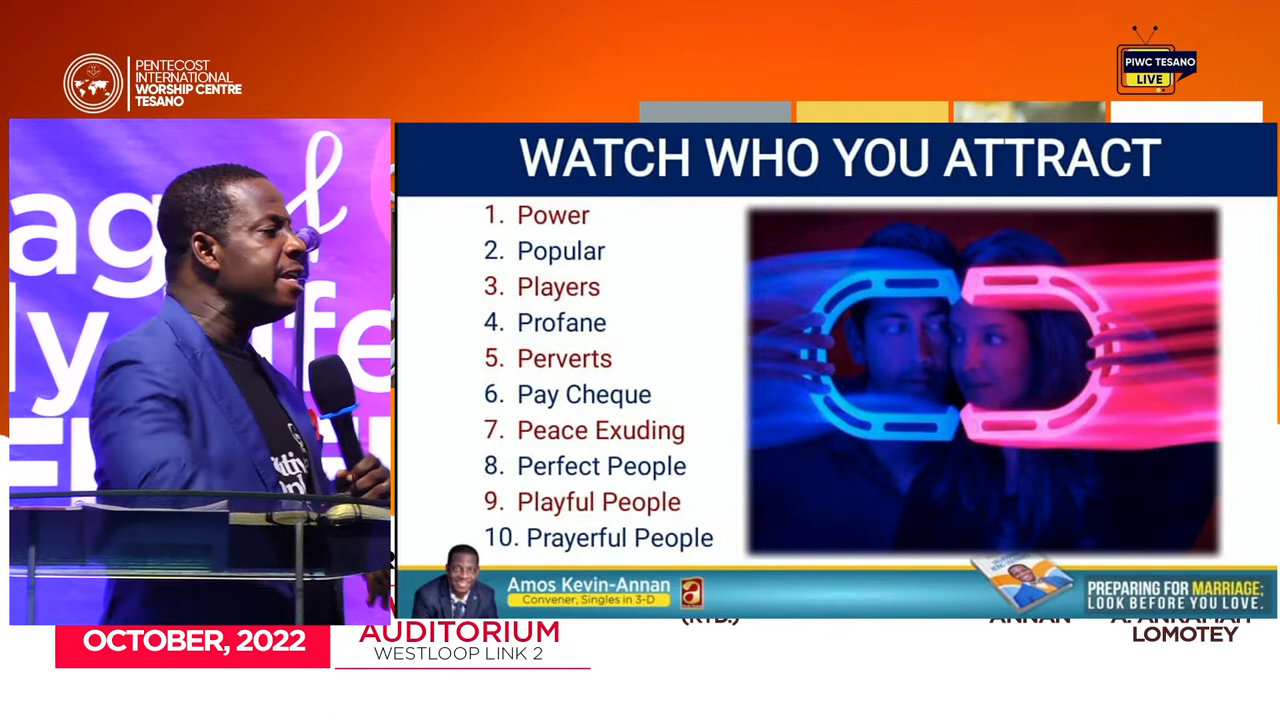 PENTECOST
INTERNATIONAL
WORSHIP CENTRE
TESANO
PIWC TESANO
LIVE
WATCH WHO YOU ATTRACT
1. Power
2. Popular
3. Players
4. Profane
5. Perverts
6. Pay Cheque
7. Peace Exuding
8. Perfect People
9. Playful People
10. Prayerful People
Amos Kevin-Annan
Convener, Singles in 3-D
PREPARING FOR MARRIAGE;
LOOK BEFORE YOU LOVE.
OCTOBER, 2022
AUDITORIUM
WESTLOOP LINK 2
LOMOTEY